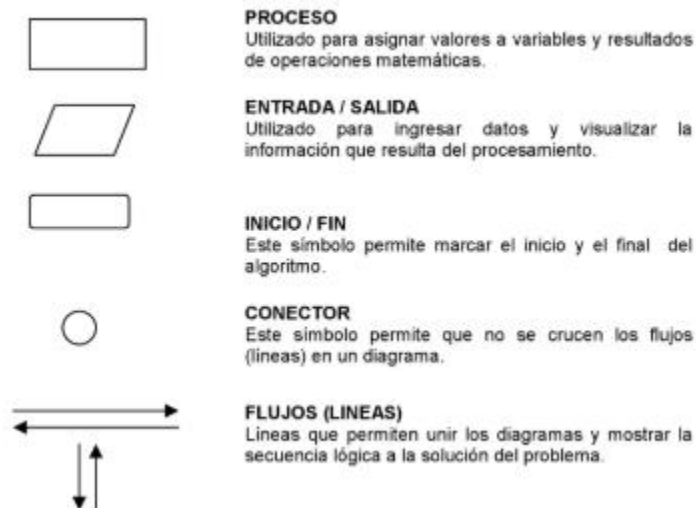 PROCESO
Utilizado para asignar valores a variables y resultados
de operaciones matemáticas.
ENTRADA / SALIDA
Utilizado para ingresar datos y visualizar la
información que resulta del procesamiento.
INICIO / FIN
Este símbolo permite marcar el inicio y el final del
algoritmo.
CONECTOR
Este símbolo permite que no se crucen los flujos
(líneas) en un diagrama.
FLUJOS (LINEAS)
Líneas que permiten unir los diagramas y mostrar la
secuencia lógica a la solución del problema.